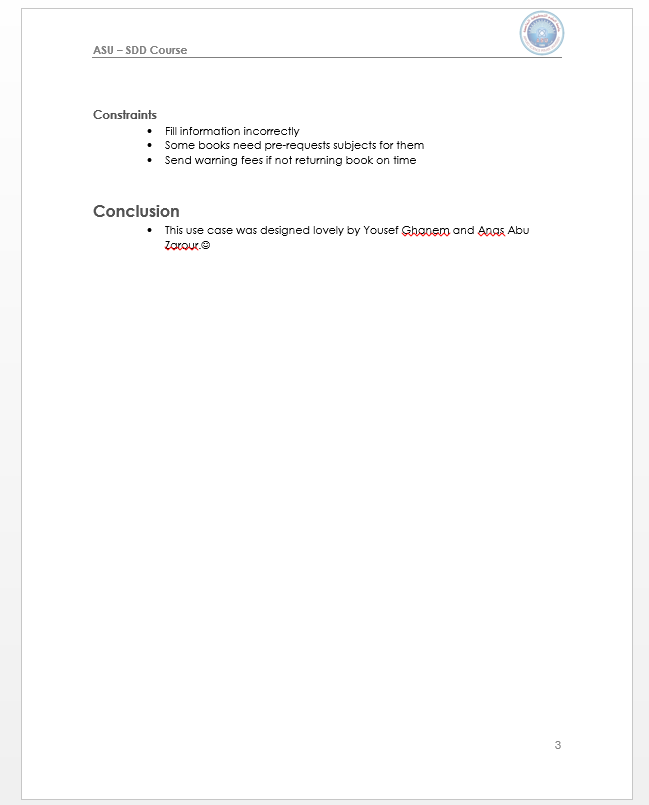 ASU – SDD Course
Constraints
• Fill information incorrectly
• Some books need pre-requests subjects for them
• Send warning fees if not returning book on time
Conclusion
• This use case was designed lovely by Yousef Ghanem and Anas Abu
Zarour.☺
3